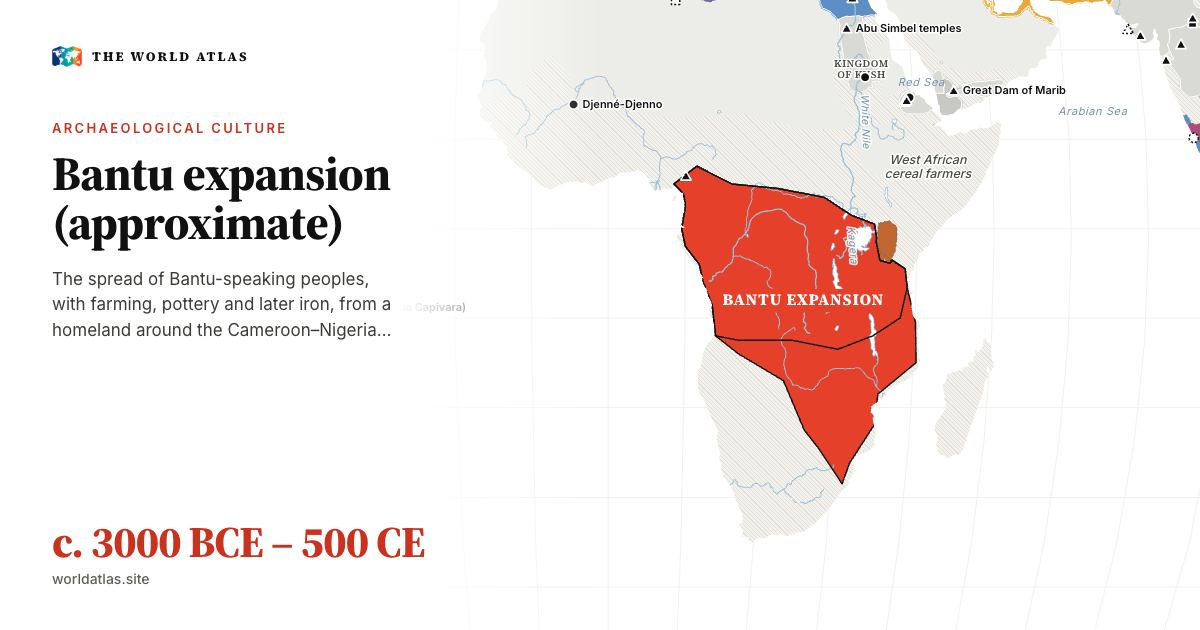 THE WORLD ATLAS
ARCHAEOLOGICAL CULTURE
Bantu expansion
(approximate)
The spread of Bantu-speaking peoples,
with farming, pottery and later iron, from a
homeland around the Cameroon–Nigeria...
c. 3000 BCE – 500 CE
worldatlas.site
Abu Simbel temples
KINGDOM
OF KUSH
Red Sea
Great Dam of Marib
Arabian Sea
Djenné-Djenno
White Nile
West African
cereal farmers
Kagera
BANTU EXPANSION
Capivara)